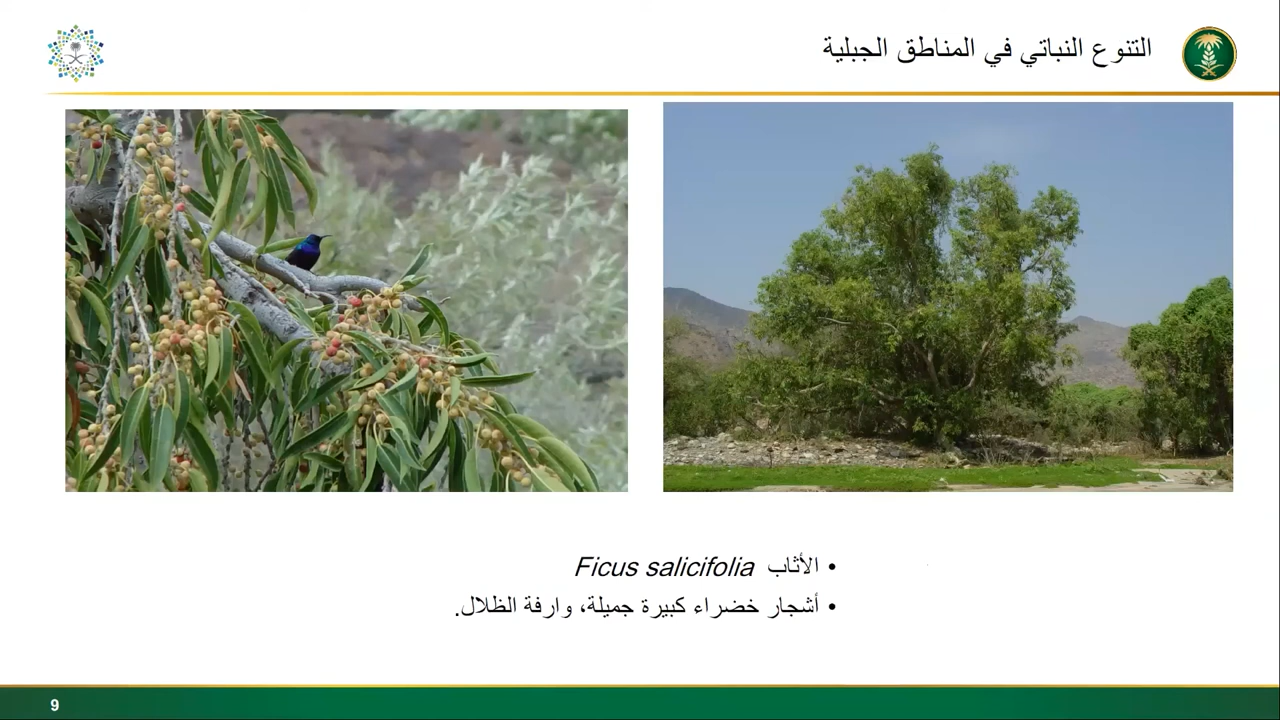 التنوع النباتي في المناطق الجبلية
• الأثاب Ficus salicifolia
• أشجار خضراء كبيرة جميلة، وارفة الظلال.
9